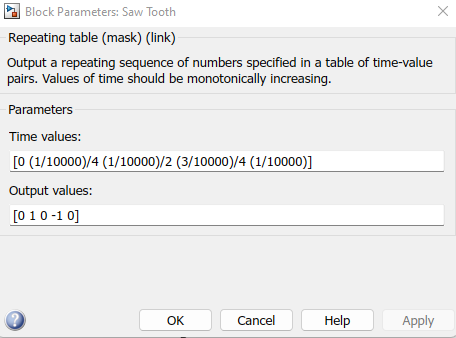 Block Parameters: Saw Tooth
Repeating table (mask) (link)
Output a repeating sequence of numbers specified in a table of time-value
pairs. Values of time should be monotonically increasing.
Parameters
Time values:
[0 (1/10000)/4 (1/10000)/2 (3/10000)/4 (1/10000)]
Output values:
[0 1 0 -1 0]
?
OK
Cancel
Help
Apply